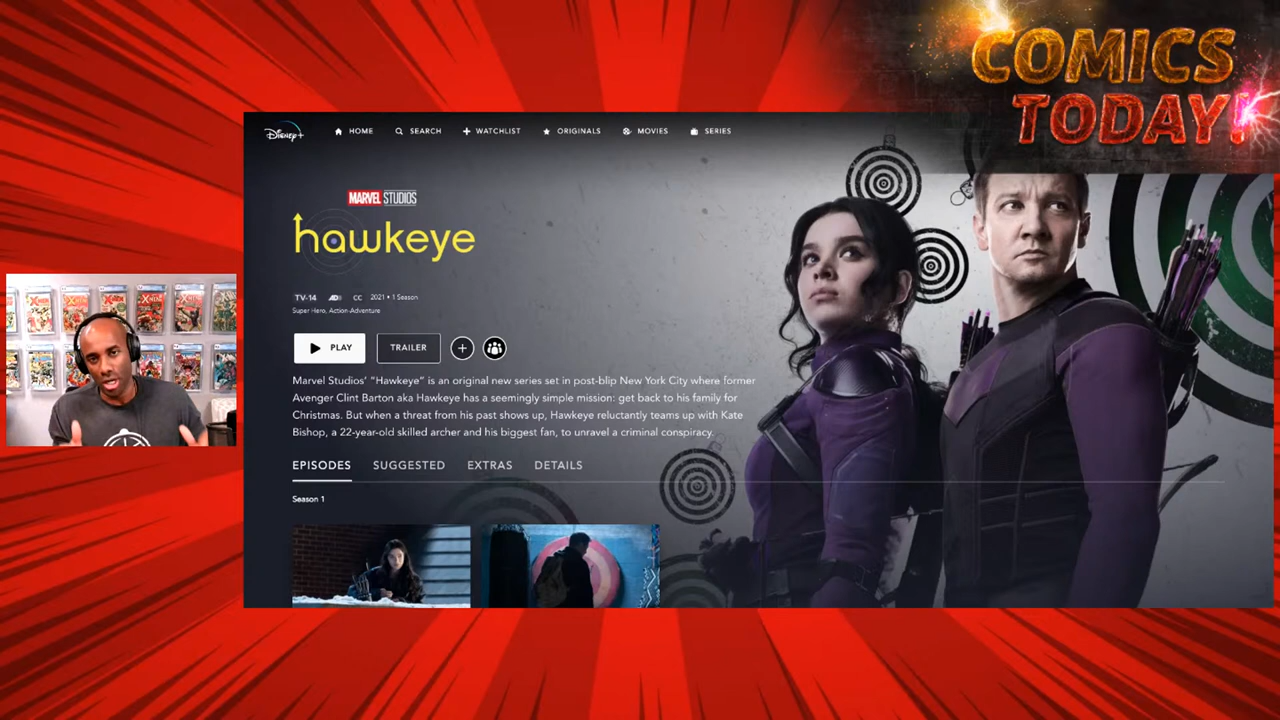 COMICS
TODAY!
Disney+
HOME
SEARCH
WATCHLIST
ORIGINALS
MOVIES
SERIES
MARVEL STUDIOS
hawkeye
TV-14 AD)) CC 2021 • 1 Season
Super Hero, Action-Adventure
PLAY
TRAILER
Marvel Studios' "Hawkeye" is an original new series set in post-blip New York City where former
Avenger Clint Barton aka Hawkeye has a seemingly simple mission: get back to his family for
Christmas. But when a threat from his past shows up, Hawkeye reluctantly teams up with Kate
Bishop, a 22-year-old skilled archer and his biggest fan, to unravel a criminal conspiracy.
EPISODES SUGGESTED EXTRAS DETAILS
Season 1